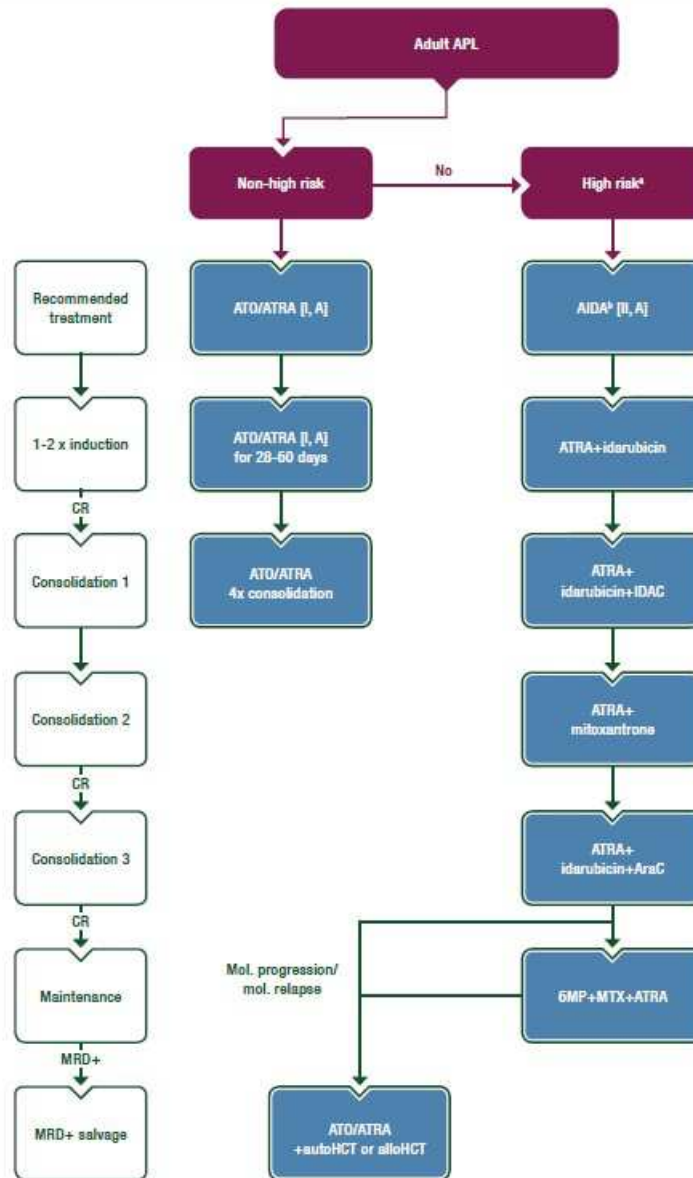 Adult APL
Non-high risk
No
High riskᵃ
Recommended
treatment
ATO/ATRA [I, A]
AIDAᵇ [II, A]
1-2 x induction
ATO/ATRA [I, A]
for 28-60 days
ATRA+idarubicin
CR
Consolidation 1
ATO/ATRA
4x consolidation
ATRA+
idarubicin+IDAC
Consolidation 2
ATRA+
mitoxantrone
CR
Consolidation 3
ATRA+
idarubicin+AraC
CR
Maintenance
Mol. progression/
mol. relapse
6MP+MTX+ATRA
MRD+
MRD+ salvage
ATO/ATRA
+autoHCT or alloHCT